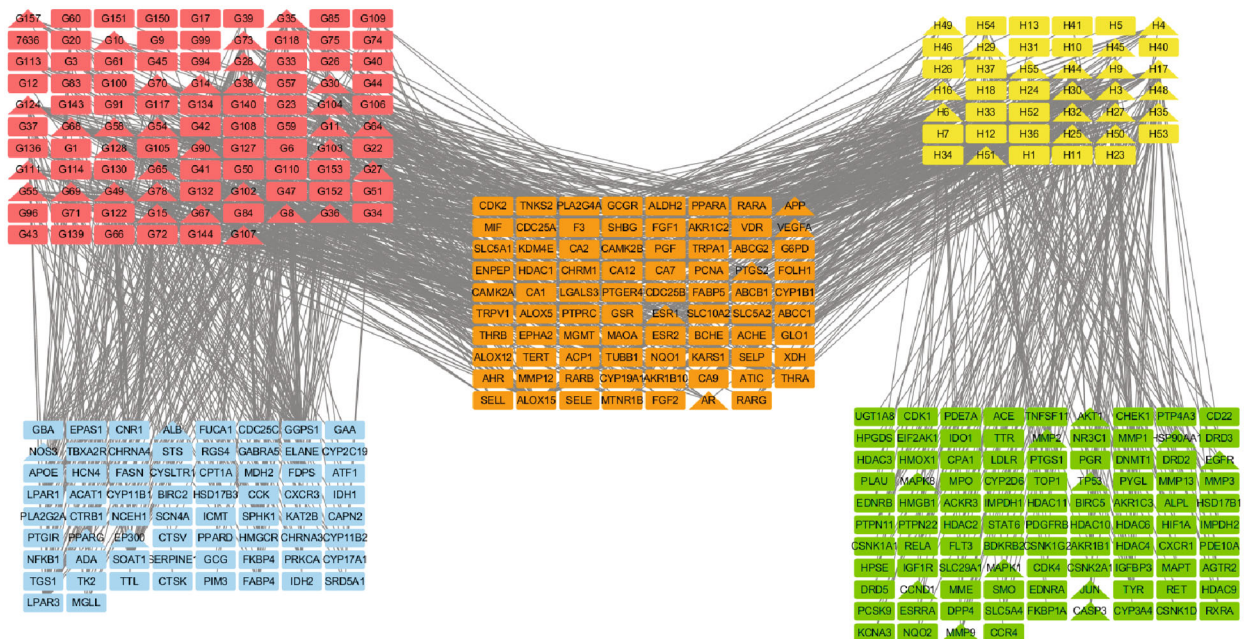 G157 G60 G151 G150 G17 G39 G35 G85 G109
7636 G20 G10 G9 G99 G73 G118 G75 G74
G113 G3 G61 G45 G94 G28 G33 G26 G40
G12 G83 G100 G70 G14 G38 G57 G30 G44
G124 G143 G91 G117 G134 G140 G23 G104 G106
G37 G68 G58 G54 G42 G108 G59 G11 G64
G136 G1 G128 G105 G90 G127 G6 G103 G22
G111 G114 G130 G65 G41 G50 G110 G153 G27
G55 G69 G49 G78 G132 G102 G47 G152 G51
G96 G71 G122 G15 G67 G84 G8 G36 G34
G43 G139 G66 G72 G144 G107
H49 H54 H13 H41 H5 H4
H46 H29 H31 H10 H45 H40
H26 H37 H55 H44 H9 H17
H16 H18 H24 H30 H3 H48
H6 H33 H52 H32 H27 H35
H7 H12 H36 H25 H50 H53
H34 H51 H1 H11 H23
CDK2 TNKS2 PLA2G4A GCGR ALDH2 PPARA RARA APP
MIF CDC25A F3 SHBG FGF1 AKR1C2 VDR VEGFA
SLC5A1 KDM4E CA2 CAMK2B PGF TRPA1 ABCG2 G6PD
ENPEP HDAC1 CHRM1 CA12 CA7 PCNA PTGS2 FOLH1
CAMK2A CA1 LGALS3 PTGER4 CDC25B FABP5 ABCB1 CYP1B1
TRPV1 ALOX5 PTPRC GSR ESR1 SLC10A2 SLC5A2 ABCC1
THRB EPHA2 MGMT MAOA ESR2 BCHE ACHE GLO1
ALOX12 TERT ACP1 TUBB1 NQO1 KARS1 SELP XDH
AHR MMP12 RARB CYP19A1 AKR1B10 CA9 ATIC THRA
SELL ALOX15 SELE MTNR1B FGF2 AR RARG
GBA EPAS1 CNR1 ALB FUCA1 CDC25C GGPS1 GAA
NOS3 TBXA2R CHRNA4 STS RGS4 GABRA5 ELANE CYP2C19
APOE HCN4 FASN CYSLTR1 CPT1A MDH2 FDPS ATF1
LPAR1 ACAT1 CYP11B1 BIRC2 HSD17B3 CCK CXCR3 IDH1
PLA2G2A CTRB1 NCEH1 SCN4A ICMT SPHK1 KAT2B CAPN2
PTGIR PPARG EP300 CTSV PPARD HMGCR CHRNA3 CYP11B2
NFKB1 ADA SOAT1 SERPINE1 GCG FKBP4 PRKCA CYP17A1
TGS1 TK2 TTL CTSK PIM3 FABP4 IDH2 SRD5A1
LPAR3 MGLL
UGT1A8 CDK1 PDE7A ACE TNFSF11 AKT1 CHEK1 PTP4A3 CD22
HPGDS EIF2AK1 IDO1 TTR MMP2 NR3C1 MMP1 HSP90AA1 DRD3
HDAC3 HMOX1 CPA1 LDLR PTGS1 PGR DNMT1 DRD2 EGFR
PLAU MAPK8 MPO CYP2D6 TOP1 TP53 PYGL MMP13 MMP3
EDNRB HMGB1 ACKR3 IMPDH1 HDAC11 BIRC5 AKR1C3 ALPL HSD17B1
PTPN11 PTPN22 HDAC2 STAT6 PDGFRB HDAC10 HDAC6 HIF1A IMPDH2
CSNK1A1 RELA FLT3 BDKRB2 CSNK1G2 AKR1B1 HDAC4 CXCR1 PDE10A
HPSE IGF1R SLC29A1 MAPK1 CDK4 CSNK2A1 IGFBP3 MAPT AGTR2
DRD5 CCND1 MME SMO EDNRA JUN TYR RET HDAC9
PCSK9 ESRRA DPP4 SLC5A4 FKBP1A CASP3 CYP3A4 CSNK1D RXRA
KCNA3 NQO2 MMP9 CCR4